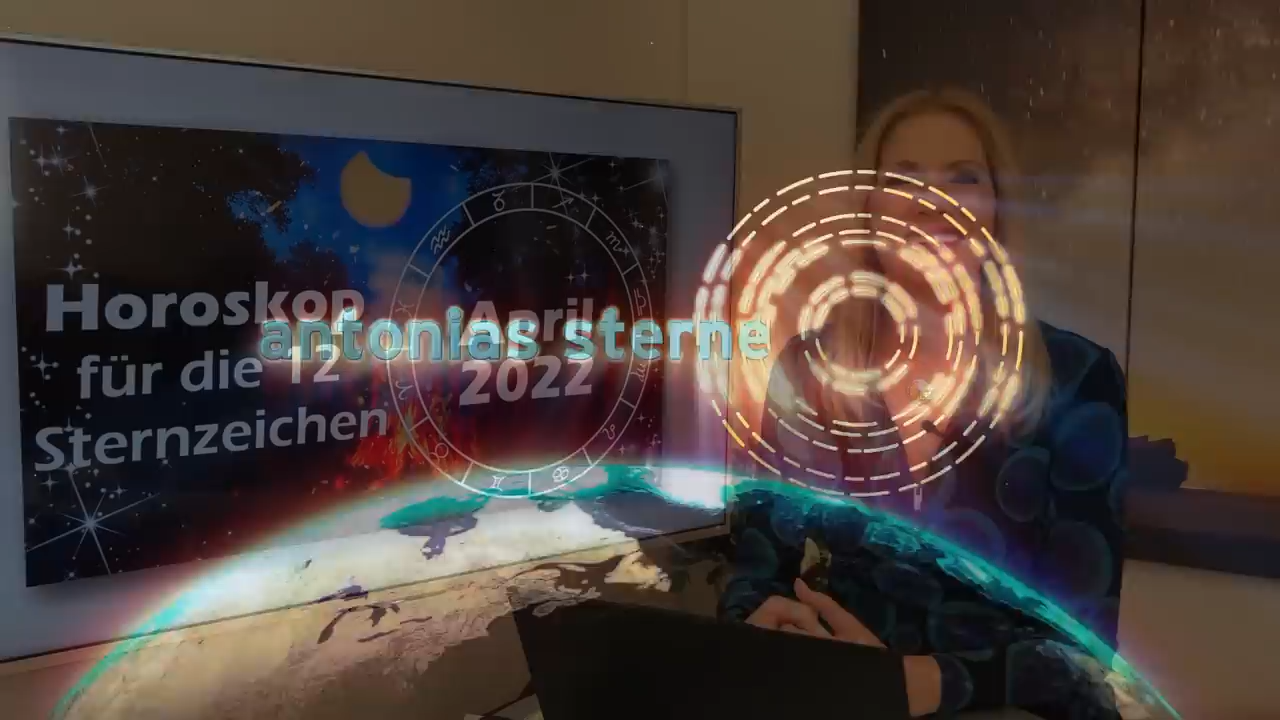 Horoskop
für die 12
Sternzeichen
April
2022
antonias sterne